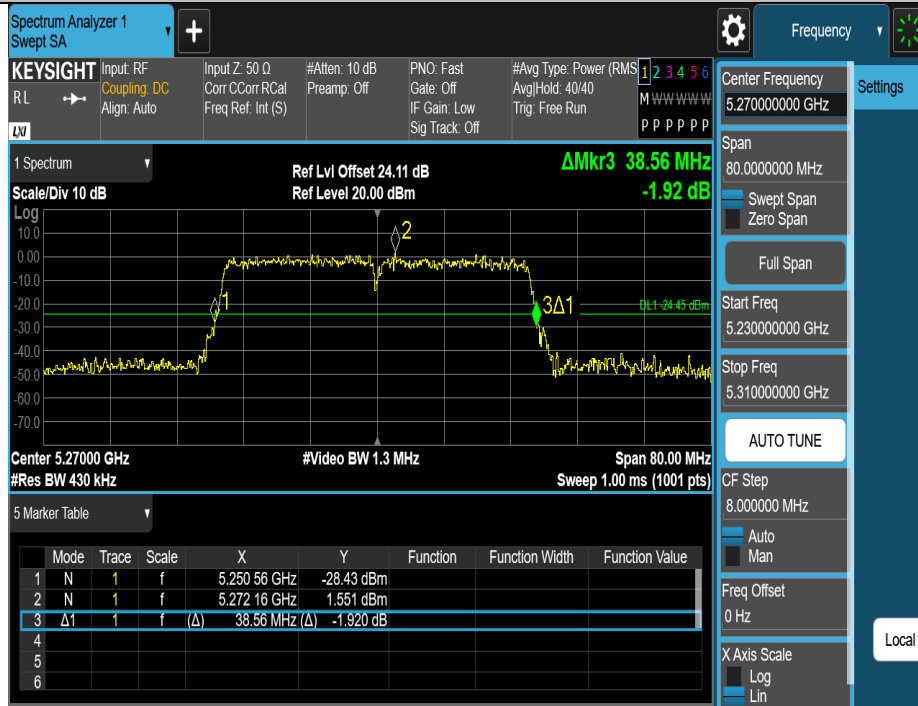 Spectrum Analyzer 1
Swept SA
+
Frequency
KEYSIGHT
RL
LXI
Input: RF
Coupling: DC
Align: Auto
Input Z: 50 Ω
Corr CCorr RCal
Freq Ref: Int (S)
#Atten: 10 dB
Preamp: Off
PNO: Fast
Gate: Off
IF Gain: Low
Sig Track: Off
#Avg Type: Power (RMS
Avg|Hold: 40/40
Trig: Free Run
1 2 3 4 5 6
M W W W W W
P P P P P P
Center Frequency
5.270000000 GHz
Settings
Span
80.0000000 MHz
Swept Span
Zero Span
Full Span
Start Freq
5.230000000 GHz
Stop Freq
5.310000000 GHz
AUTO TUNE
CF Step
8.000000 MHz
Auto
Man
Freq Offset
0 Hz
X Axis Scale
Log
Lin
Local
1 Spectrum
Scale/Div 10 dB
Ref Lvl Offset 24.11 dB
Ref Level 20.00 dBm
ΔMkr3 38.56 MHz
-1.92 dB
Log
10.0
0.00
-10.0
-20.0
-30.0
-40.0
-50.0
-60.0
-70.0
1
2
3Δ1
DL1 -24.45 dBm
Center 5.27000 GHz
#Video BW 1.3 MHz
Span 80.00 MHz
#Res BW 430 kHz
Sweep 1.00 ms (1001 pts)
5 Marker Table
Mode Trace Scale X Y Function Function Width Function Value
1 N 1 f 5.250 56 GHz -28.43 dBm
2 N 1 f 5.272 16 GHz 1.551 dBm
3 Δ1 1 f (Δ) 38.56 MHz (Δ) -1.920 dB
4
5
6